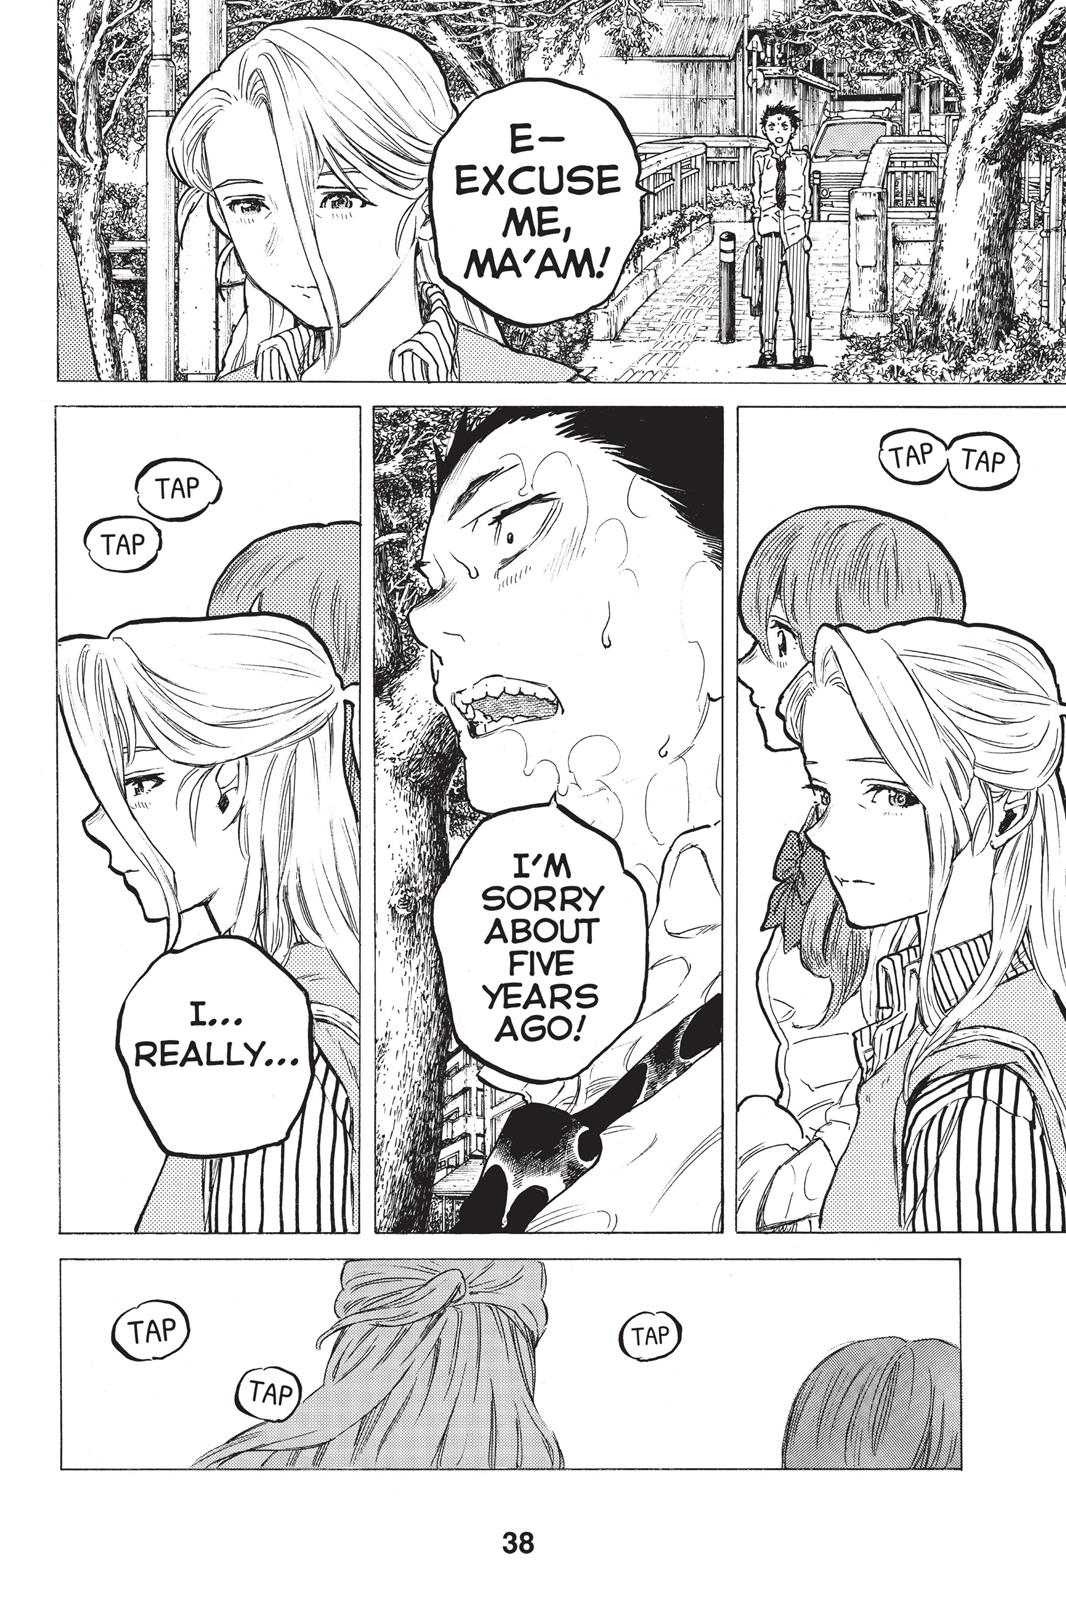 E-
EXCUSE
ME,
MA'AM!
TAP
TAP
I'M
SORRY
ABOUT
FIVE
YEARS
AGO!
TAP
TAP
I...
REALLY...
TAP
TAP
TAP
38